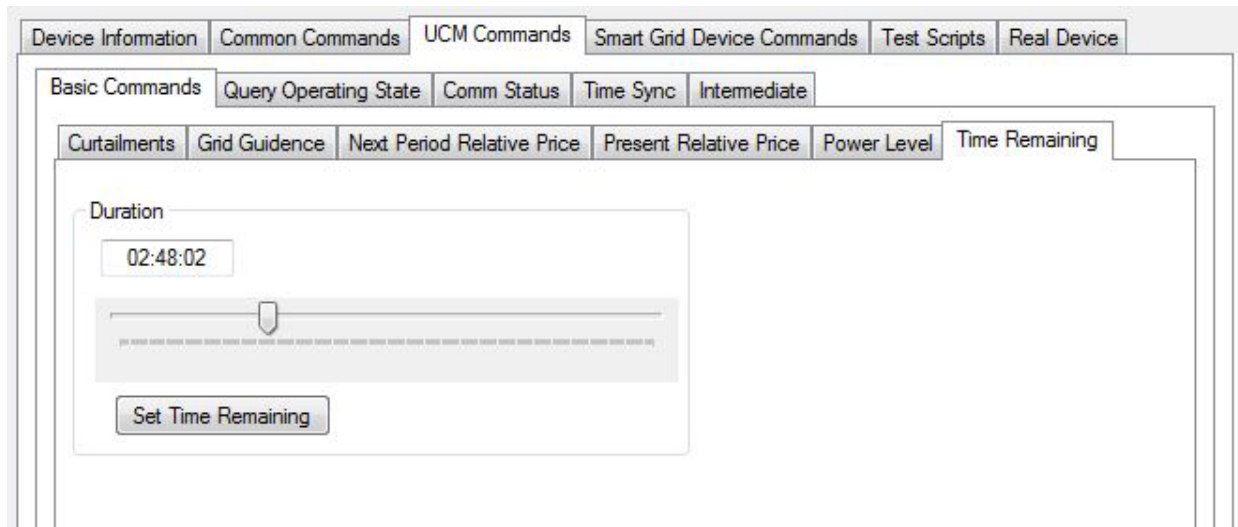 Device Information Common Commands UCM Commands Smart Grid Device Commands Test Scripts Real Device
Basic Commands Query Operating State Comm Status Time Sync Intermediate
Curtailments Grid Guidence Next Period Relative Price Present Relative Price Power Level Time Remaining
Duration
02:48:02
Set Time Remaining